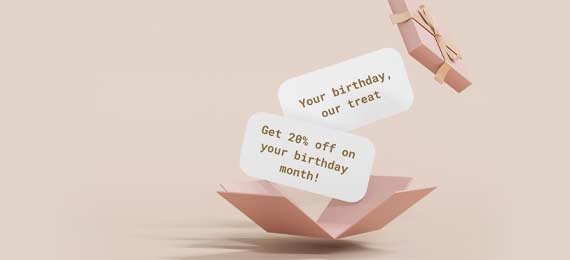 Your birthday,
our treat
Get 20% off on
your birthday
month!